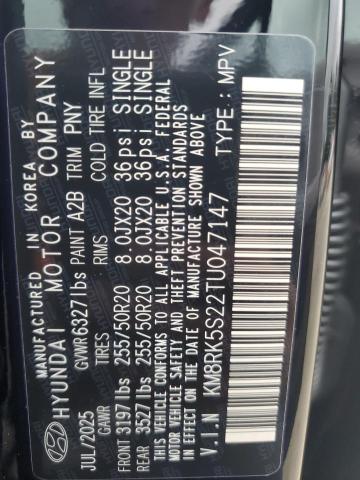 MANUFACTURED IN KOREA BY
HYUNDAI MOTOR COMPANY
JUL/2025 GVWR6327lbs PAINT A2B TRIM PNY
GAWR TIRES RIMS COLD TIRE INFL
FRONT 3197lbs 255/50R20 8.0JX20 36psi SINGLE
REAR 3527lbs 255/50R20 8.0JX20 36psi SINGLE
THIS VEHICLE CONFORMS TO ALL APPLICABLE U.S.A. FEDERAL
MOTOR VEHICLE SAFETY AND THEFT PREVENTION STANDARDS
IN EFFECT ON THE DATE OF MANUFACTURE SHOWN ABOVE
V.I.N KM8RK5S22TU047147 TYPE : MPV